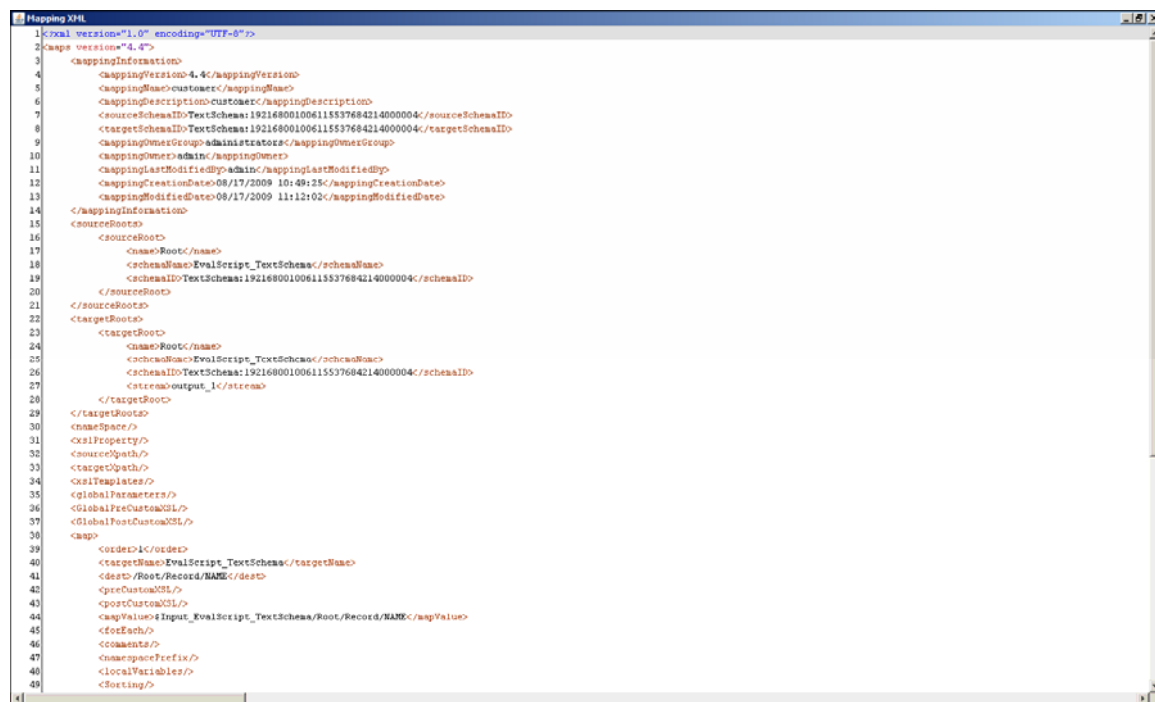 Mapping XML
1 <?xml version="1.0" encoding="UTF-8"?>
2 <maps version="4.4">
3 <mappingInformation>
4 <mappingVersion>4.4</mappingVersion>
5 <mappingName>customer</mappingName>
6 <mappingDescription>customer</mappingDescription>
7 <sourceSchemaID>TextSchema:1921680010061155376842140000004</sourceSchemaID>
8 <targetSchemaID>TextSchema:1921680010061155376842140000004</targetSchemaID>
9 <mappingOwnerGroup>administrators</mappingOwnerGroup>
10 <mappingOwner>admin</mappingOwner>
11 <mappingLastModifiedBy>admin</mappingLastModifiedBy>
12 <mappingCreationDate>08/17/2009 10:49:25</mappingCreationDate>
13 <mappingModifiedDate>08/17/2009 11:12:02</mappingModifiedDate>
14 </mappingInformation>
15 <sourceRoots>
16 <sourceRoot>
17 <name>Root</name>
18 <schemaName>EvalScript_TextSchema</schemaName>
19 <schemaID>TextSchema:1921680010061155376842140000004</schemaID>
20 </sourceRoot>
21 </sourceRoots>
22 <targetRoots>
23 <targetRoot>
24 <name>Root</name>
25 <schemaName>EvalScript_TextSchema</schemaName>
26 <schemaID>TextSchema:1921680010061155376842140000004</schemaID>
27 <stream>output_1</stream>
28 </targetRoot>
29 </targetRoots>
30 <nameSpace/>
31 <xslProperty/>
32 <sourceXpath/>
33 <targetXpath/>
34 <xslTemplates/>
35 <globalParameters/>
36 <GlobalPreCustomXSL/>
37 <GlobalPostCustomXSL/>
38 <map>
39 <order>1</order>
40 <targetName>EvalScript_TextSchema</targetName>
41 <dest>/Root/Record/NAME</dest>
42 <preCustomXSL/>
43 <postCustomXSL/>
44 <mapValue>$Input_EvalScript_TextSchema/Root/Record/NAME</mapValue>
45 <forEach/>
46 <comments/>
47 <namespacePrefix/>
48 <localVariables/>
49 <Sorting/>